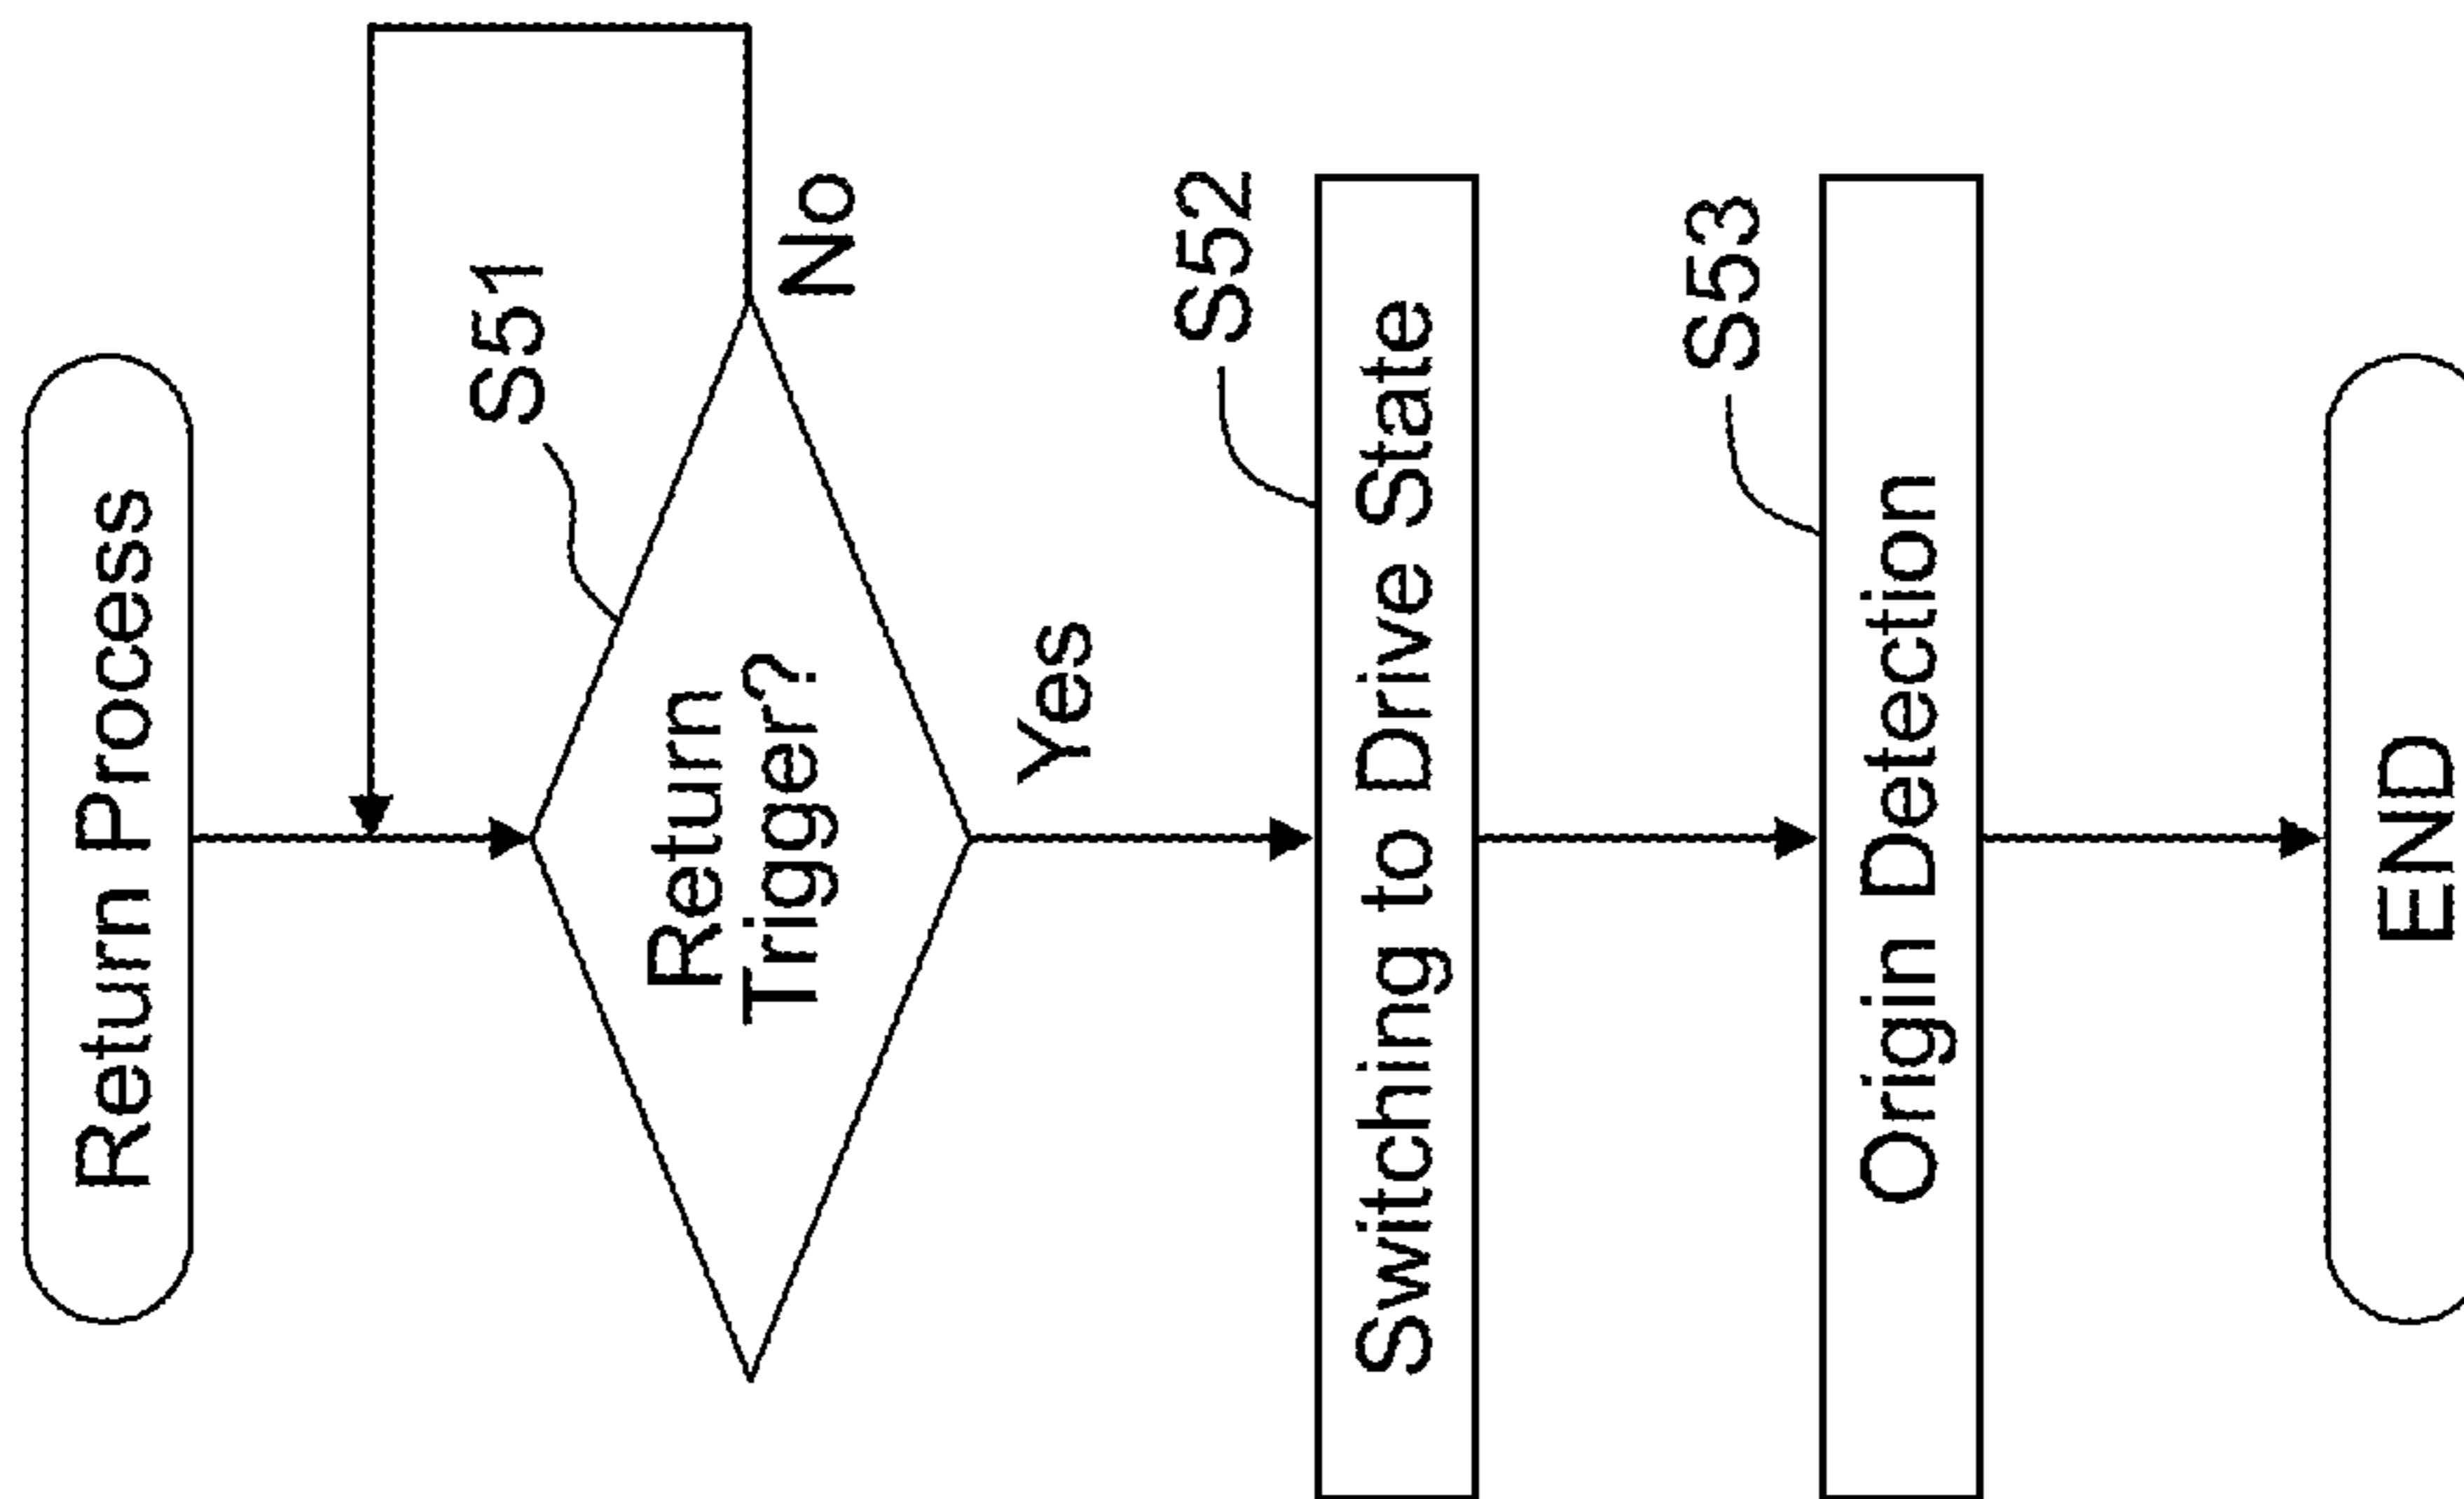 Return Process
S51
Return
Trigger?
No
Yes
S52
Switching to Drive State
S53
Origin Detection
END